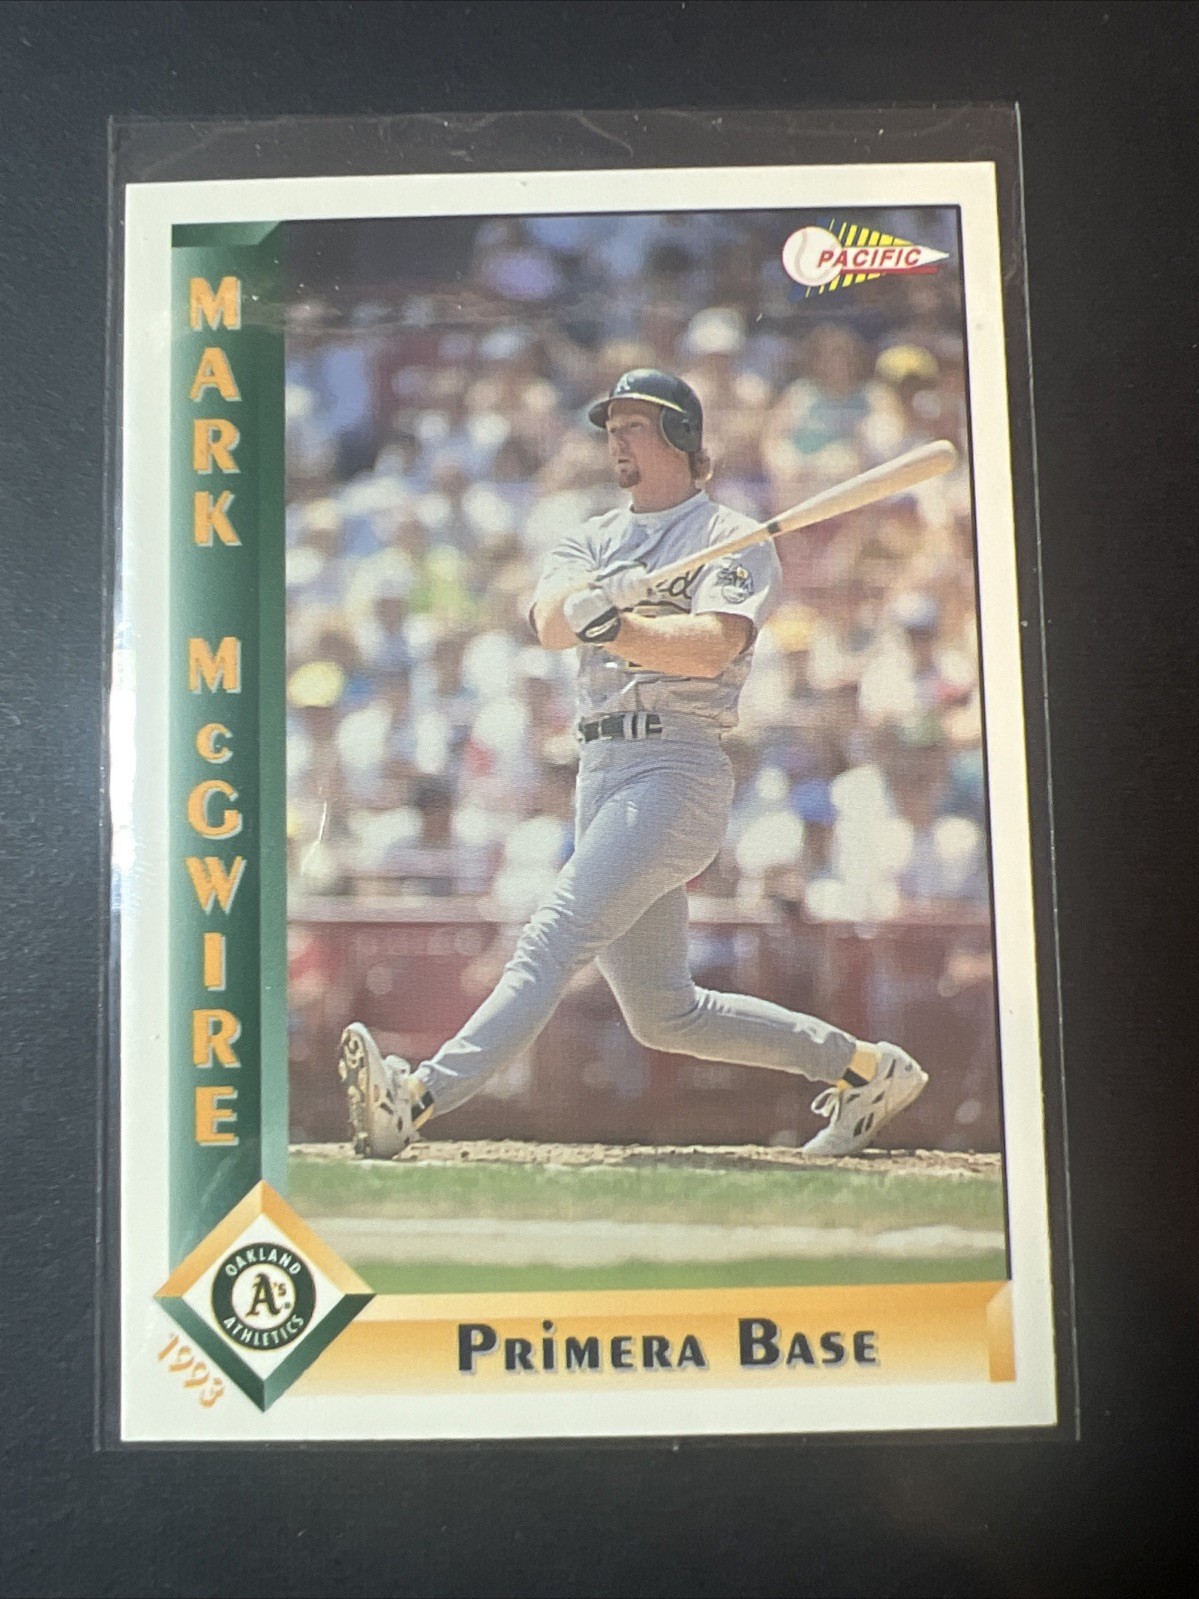 PACIFIC
MARK McGWIRE
OAKLAND
A's
ATHLETICS
1993
PRiMERA BASE